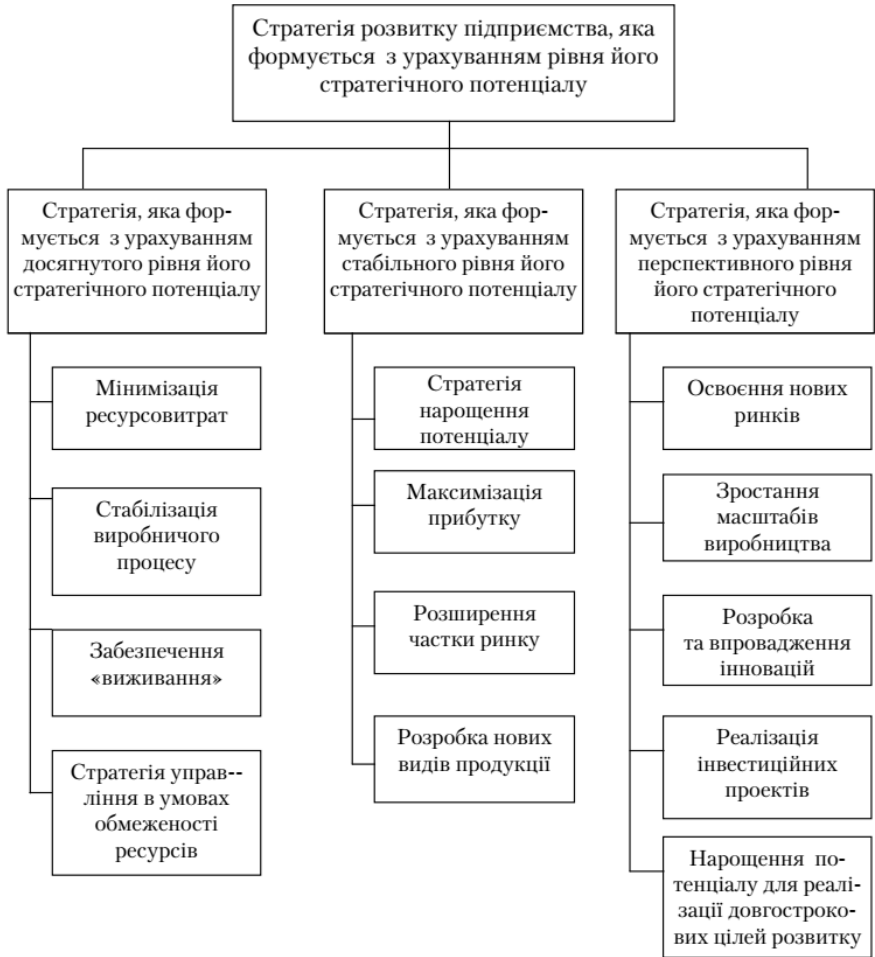 Стратегія розвитку підприємства, яка
формується з урахуванням рівня його
стратегічного потенціалу
Стратегія, яка фор-
мується з урахуванням
досягнутого рівня його
стратегічного потенціалу
Мінимізація
ресурсовитрат
Стабілізація
виробничого
процесу
Забезпечення
«виживання»
Стратегія управ--
ління в умовах
обмеженості
ресурсів
Стратегія, яка фор-
мується з урахуванням
стабільного рівня його
стратегічного потенціалу
Стратегія
нарощення
потенціалу
Максимізація
прибутку
Розширення
частки ринку
Розробка нових
видів продукції
Стратегія, яка фор-
мується з урахуванням
перспективного рівня
його стратегічного
потенціалу
Освоєння нових
ринків
Зростання
масштабів
виробництва
Розробка
та впровадження
інновацій
Реалізація
інвестиційних
проектів
Нарощення по-
тенціалу для реалі-
зації довгостроко-
вих цілей розвитку